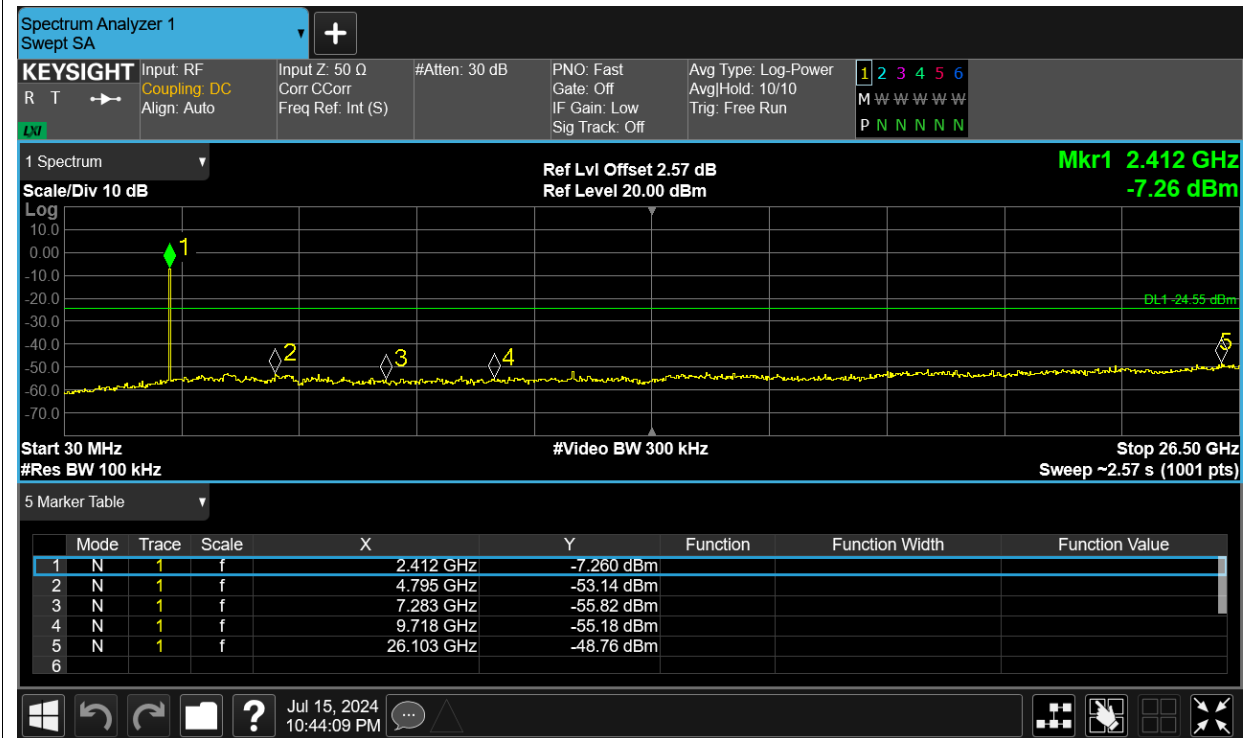 Spectrum Analyzer 1
Swept SA
+
KEYSIGHT Input: RF Input Z: 50 Ω #Atten: 30 dB PNO: Fast Avg Type: Log-Power 1 2 3 4 5 6
R T Coupling: DC Corr CCorr Gate: Off Avg|Hold: 10/10 M W W W W W
Align: Auto Freq Ref: Int (S) IF Gain: Low Trig: Free Run
LXI Sig Track: Off P N N N N N
1 Spectrum Ref Lvl Offset 2.57 dB Mkr1 2.412 GHz
Scale/Div 10 dB Ref Level 20.00 dBm -7.26 dBm
Log
10.0
1
0.00
-10.0
-20.0 DL1 -24.55 dBm
-30.0
-40.0 2 3 4 5
-50.0
-60.0
-70.0
Start 30 MHz #Video BW 300 kHz Stop 26.50 GHz
#Res BW 100 kHz Sweep ~2.57 s (1001 pts)
5 Marker Table
Mode Trace Scale X Y Function Function Width Function Value
1 N 1 f 2.412 GHz -7.260 dBm
2 N 1 f 4.795 GHz -53.14 dBm
3 N 1 f 7.283 GHz -55.82 dBm
4 N 1 f 9.718 GHz -55.18 dBm
5 N 1 f 26.103 GHz -48.76 dBm
6
? Jul 15, 2024
10:44:09 PM